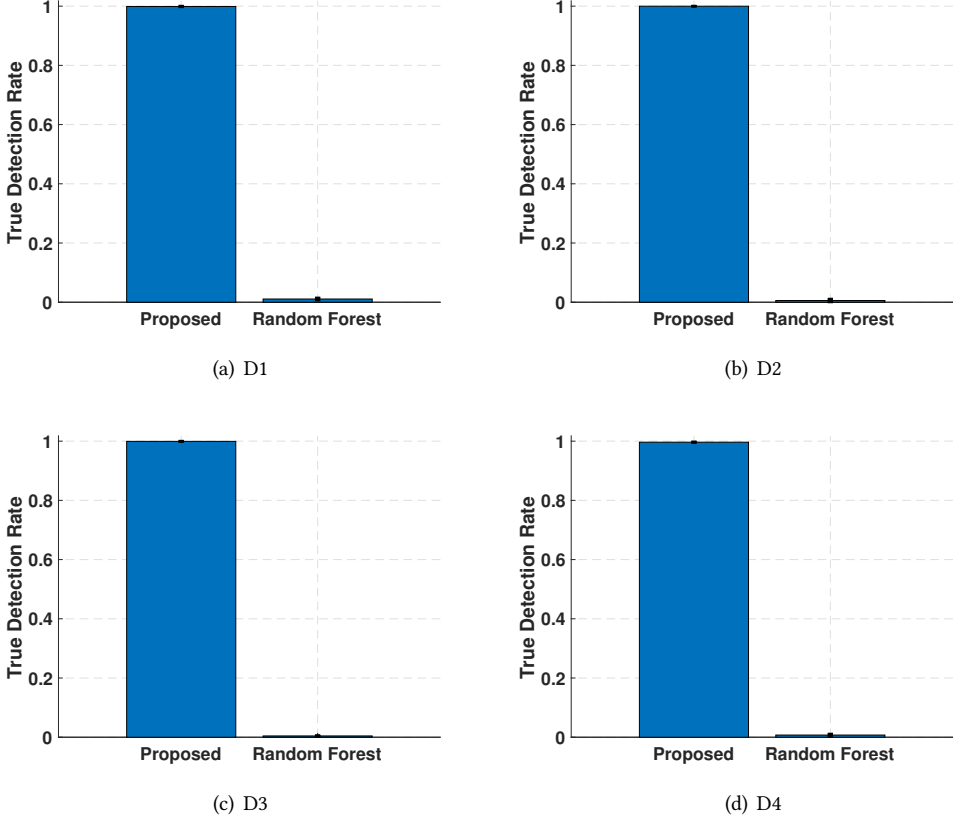 True Detection Rate
1
0.8
0.6
0.4
0.2
0
Proposed Random Forest
(a) D1
True Detection Rate
1
0.8
0.6
0.4
0.2
0
Proposed Random Forest
(b) D2
True Detection Rate
1
0.8
0.6
0.4
0.2
0
Proposed Random Forest
(c) D3
True Detection Rate
1
0.8
0.6
0.4
0.2
0
Proposed Random Forest
(d) D4